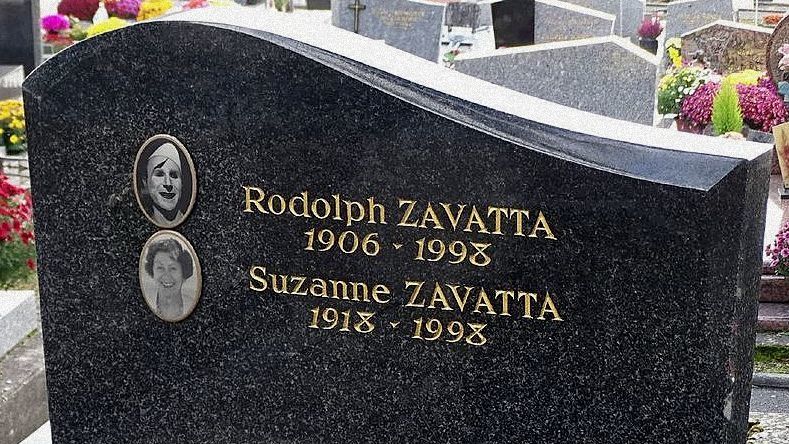 Rodolph ZAVATTA
1906 - 1998
Suzanne ZAVATTA
1918 - 1998